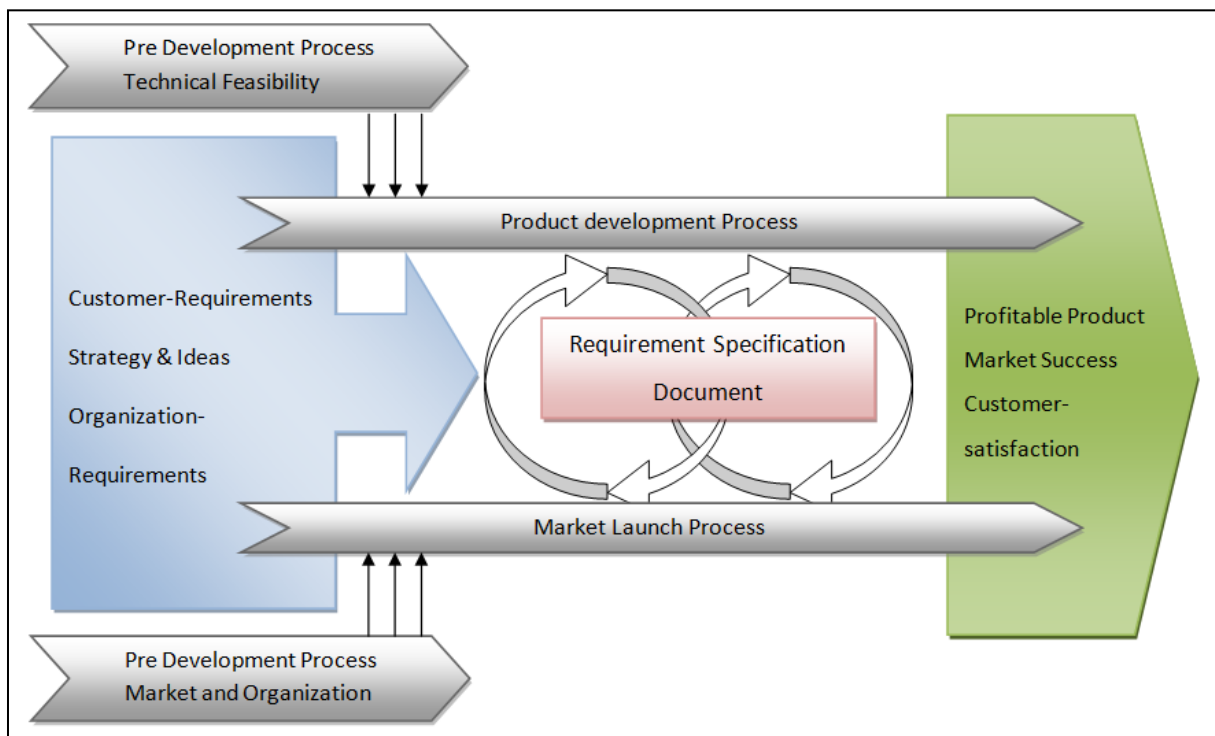 Pre Development Process
Technical Feasibility
Product development Process
Customer-Requirements
Strategy & Ideas
Organization-
Requirements
Requirement Specification
Document
Profitable Product
Market Success
Customer-
satisfaction
Market Launch Process
Pre Development Process
Market and Organization